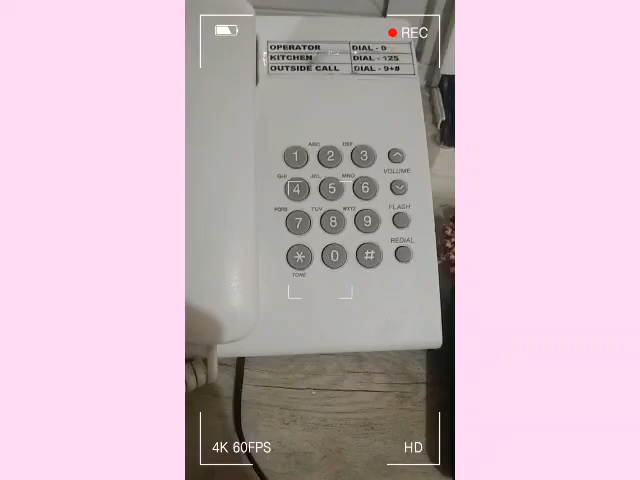 REC
OPERATOR DIAL - 0
KITCHEN DIAL - 125
OUTSIDE CALL DIAL - 9+#
ABC DEF
1 2 3
VOLUME
GHI JKL MNO
4 5 6
PQRS TUV WXYZ FLASH
7 8 9
REDIAL
* 0 #
TONE
4K 60FPS HD